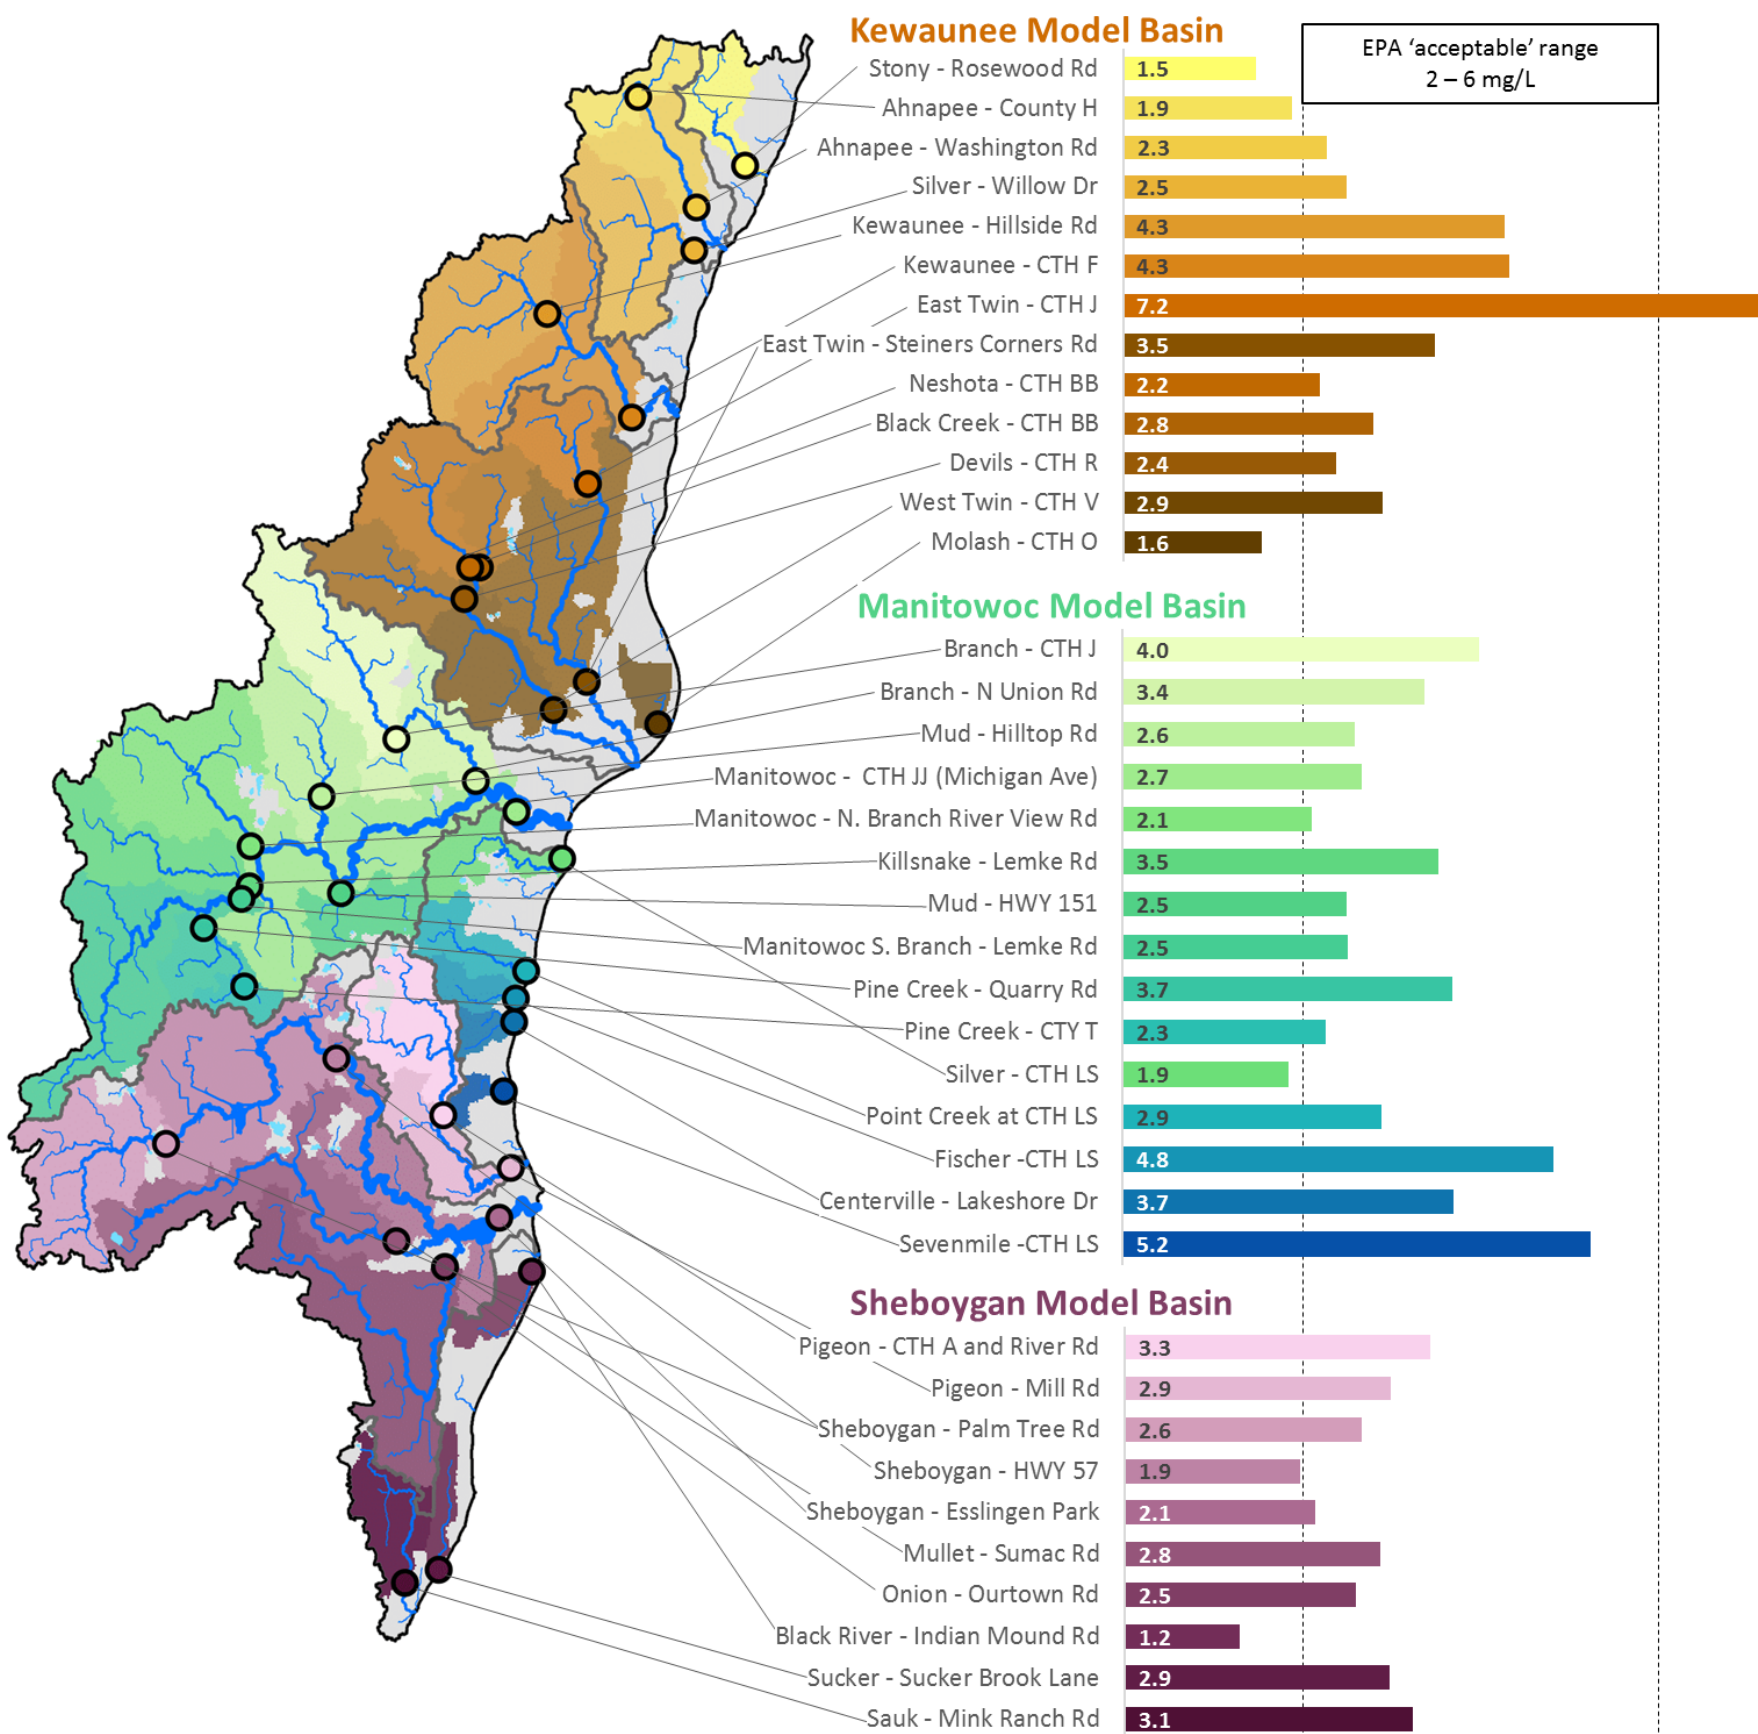 Kewaunee Model Basin
EPA ‘acceptable’ range
2 – 6 mg/L
Stony - Rosewood Rd 1.5
Ahnapee - County H 1.9
Ahnapee - Washington Rd 2.3
Silver - Willow Dr 2.5
Kewaunee - Hillside Rd 4.3
Kewaunee - CTH F 4.3
East Twin - CTH J 7.2
East Twin - Steiners Corners Rd 3.5
Neshota - CTH BB 2.2
Black Creek - CTH BB 2.8
Devils - CTH R 2.4
West Twin - CTH V 2.9
Molash - CTH O 1.6
Manitowoc Model Basin
Branch - CTH J 4.0
Branch - N Union Rd 3.4
Mud - Hilltop Rd 2.6
Manitowoc - CTH JJ (Michigan Ave) 2.7
Manitowoc - N. Branch River View Rd 2.1
Killsnake - Lemke Rd 3.5
Mud - HWY 151 2.5
Manitowoc S. Branch - Lemke Rd 2.5
Pine Creek - Quarry Rd 3.7
Pine Creek - CTY T 2.3
Silver - CTH LS 1.9
Point Creek at CTH LS 2.9
Fischer -CTH LS 4.8
Centerville - Lakeshore Dr 3.7
Sevenmile -CTH LS 5.2
Sheboygan Model Basin
Pigeon - CTH A and River Rd 3.3
Pigeon - Mill Rd 2.9
Sheboygan - Palm Tree Rd 2.6
Sheboygan - HWY 57 1.9
Sheboygan - Esslingen Park 2.1
Mullet - Sumac Rd 2.8
Onion - Ourtown Rd 2.5
Black River - Indian Mound Rd 1.2
Sucker - Sucker Brook Lane 2.9
Sauk - Mink Ranch Rd 3.1